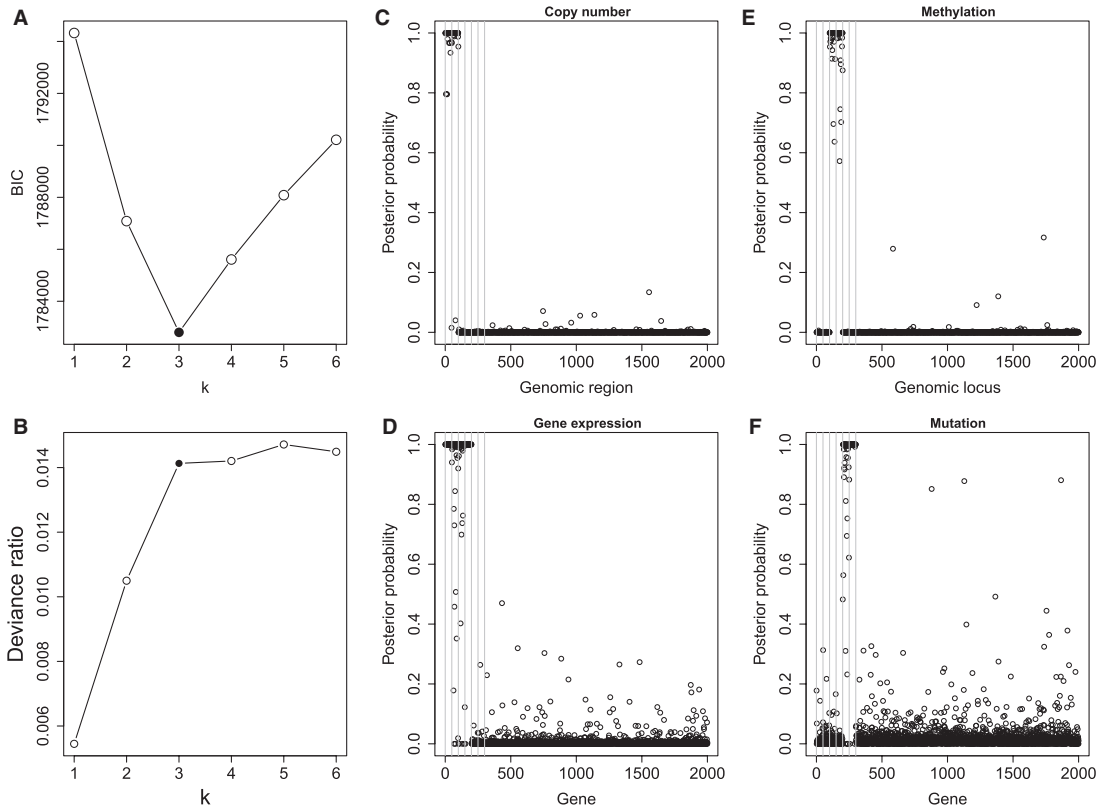 A
BIC
1792000
1788000
1784000
1 2 3 4 5 6
k
B
Deviance ratio
0.014
0.012
0.010
0.008
0.006
1 2 3 4 5 6
k
C
Copy number
Posterior probability
1.0
0.8
0.6
0.4
0.2
0.0
0 500 1000 1500 2000
Genomic region
D
Gene expression
Posterior probability
1.0
0.8
0.6
0.4
0.2
0.0
0 500 1000 1500 2000
Gene
E
Methylation
Posterior probability
1.0
0.8
0.6
0.4
0.2
0.0
0 500 1000 1500 2000
Genomic locus
F
Mutation
Posterior probability
1.0
0.8
0.6
0.4
0.2
0.0
0 500 1000 1500 2000
Gene